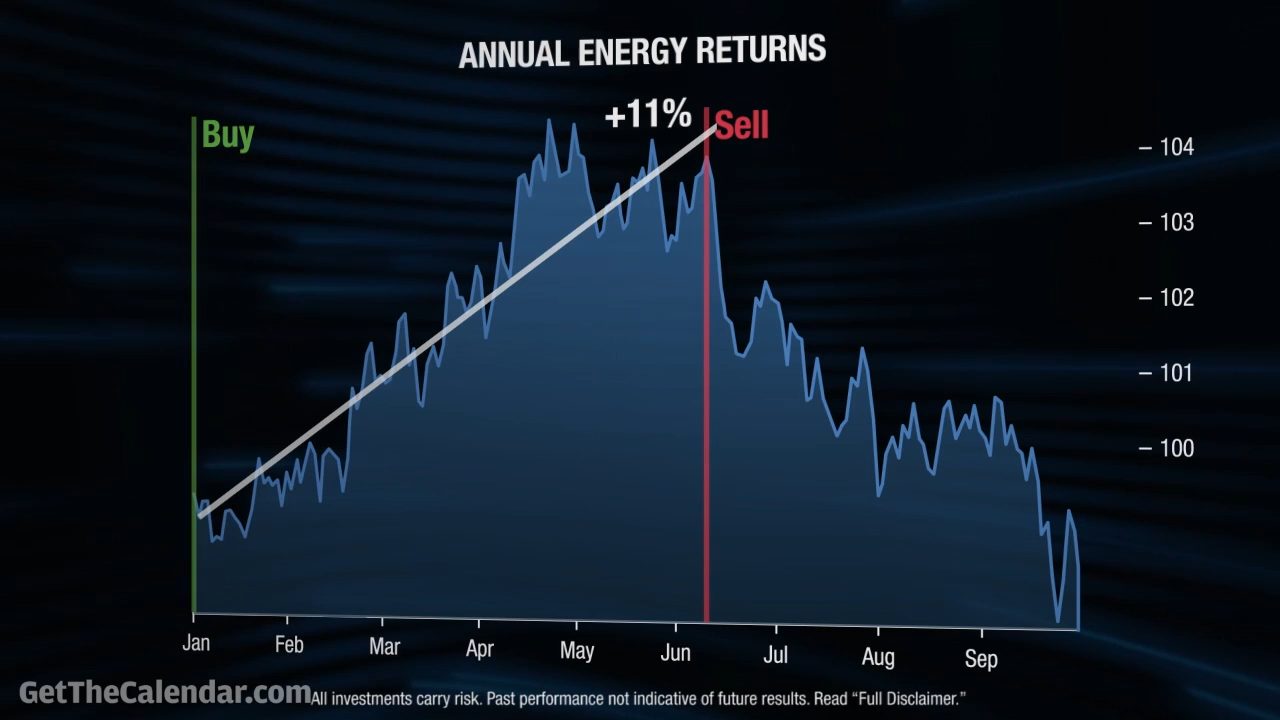 ANNUAL ENERGY RETURNS
+11%
Buy
Sell
– 104
– 103
– 102
– 101
– 100
Jan Feb Mar Apr May Jun Jul Aug Sep
GetTheCalendar.com
All investments carry risk. Past performance not indicative of future results. Read “Full Disclaimer.”